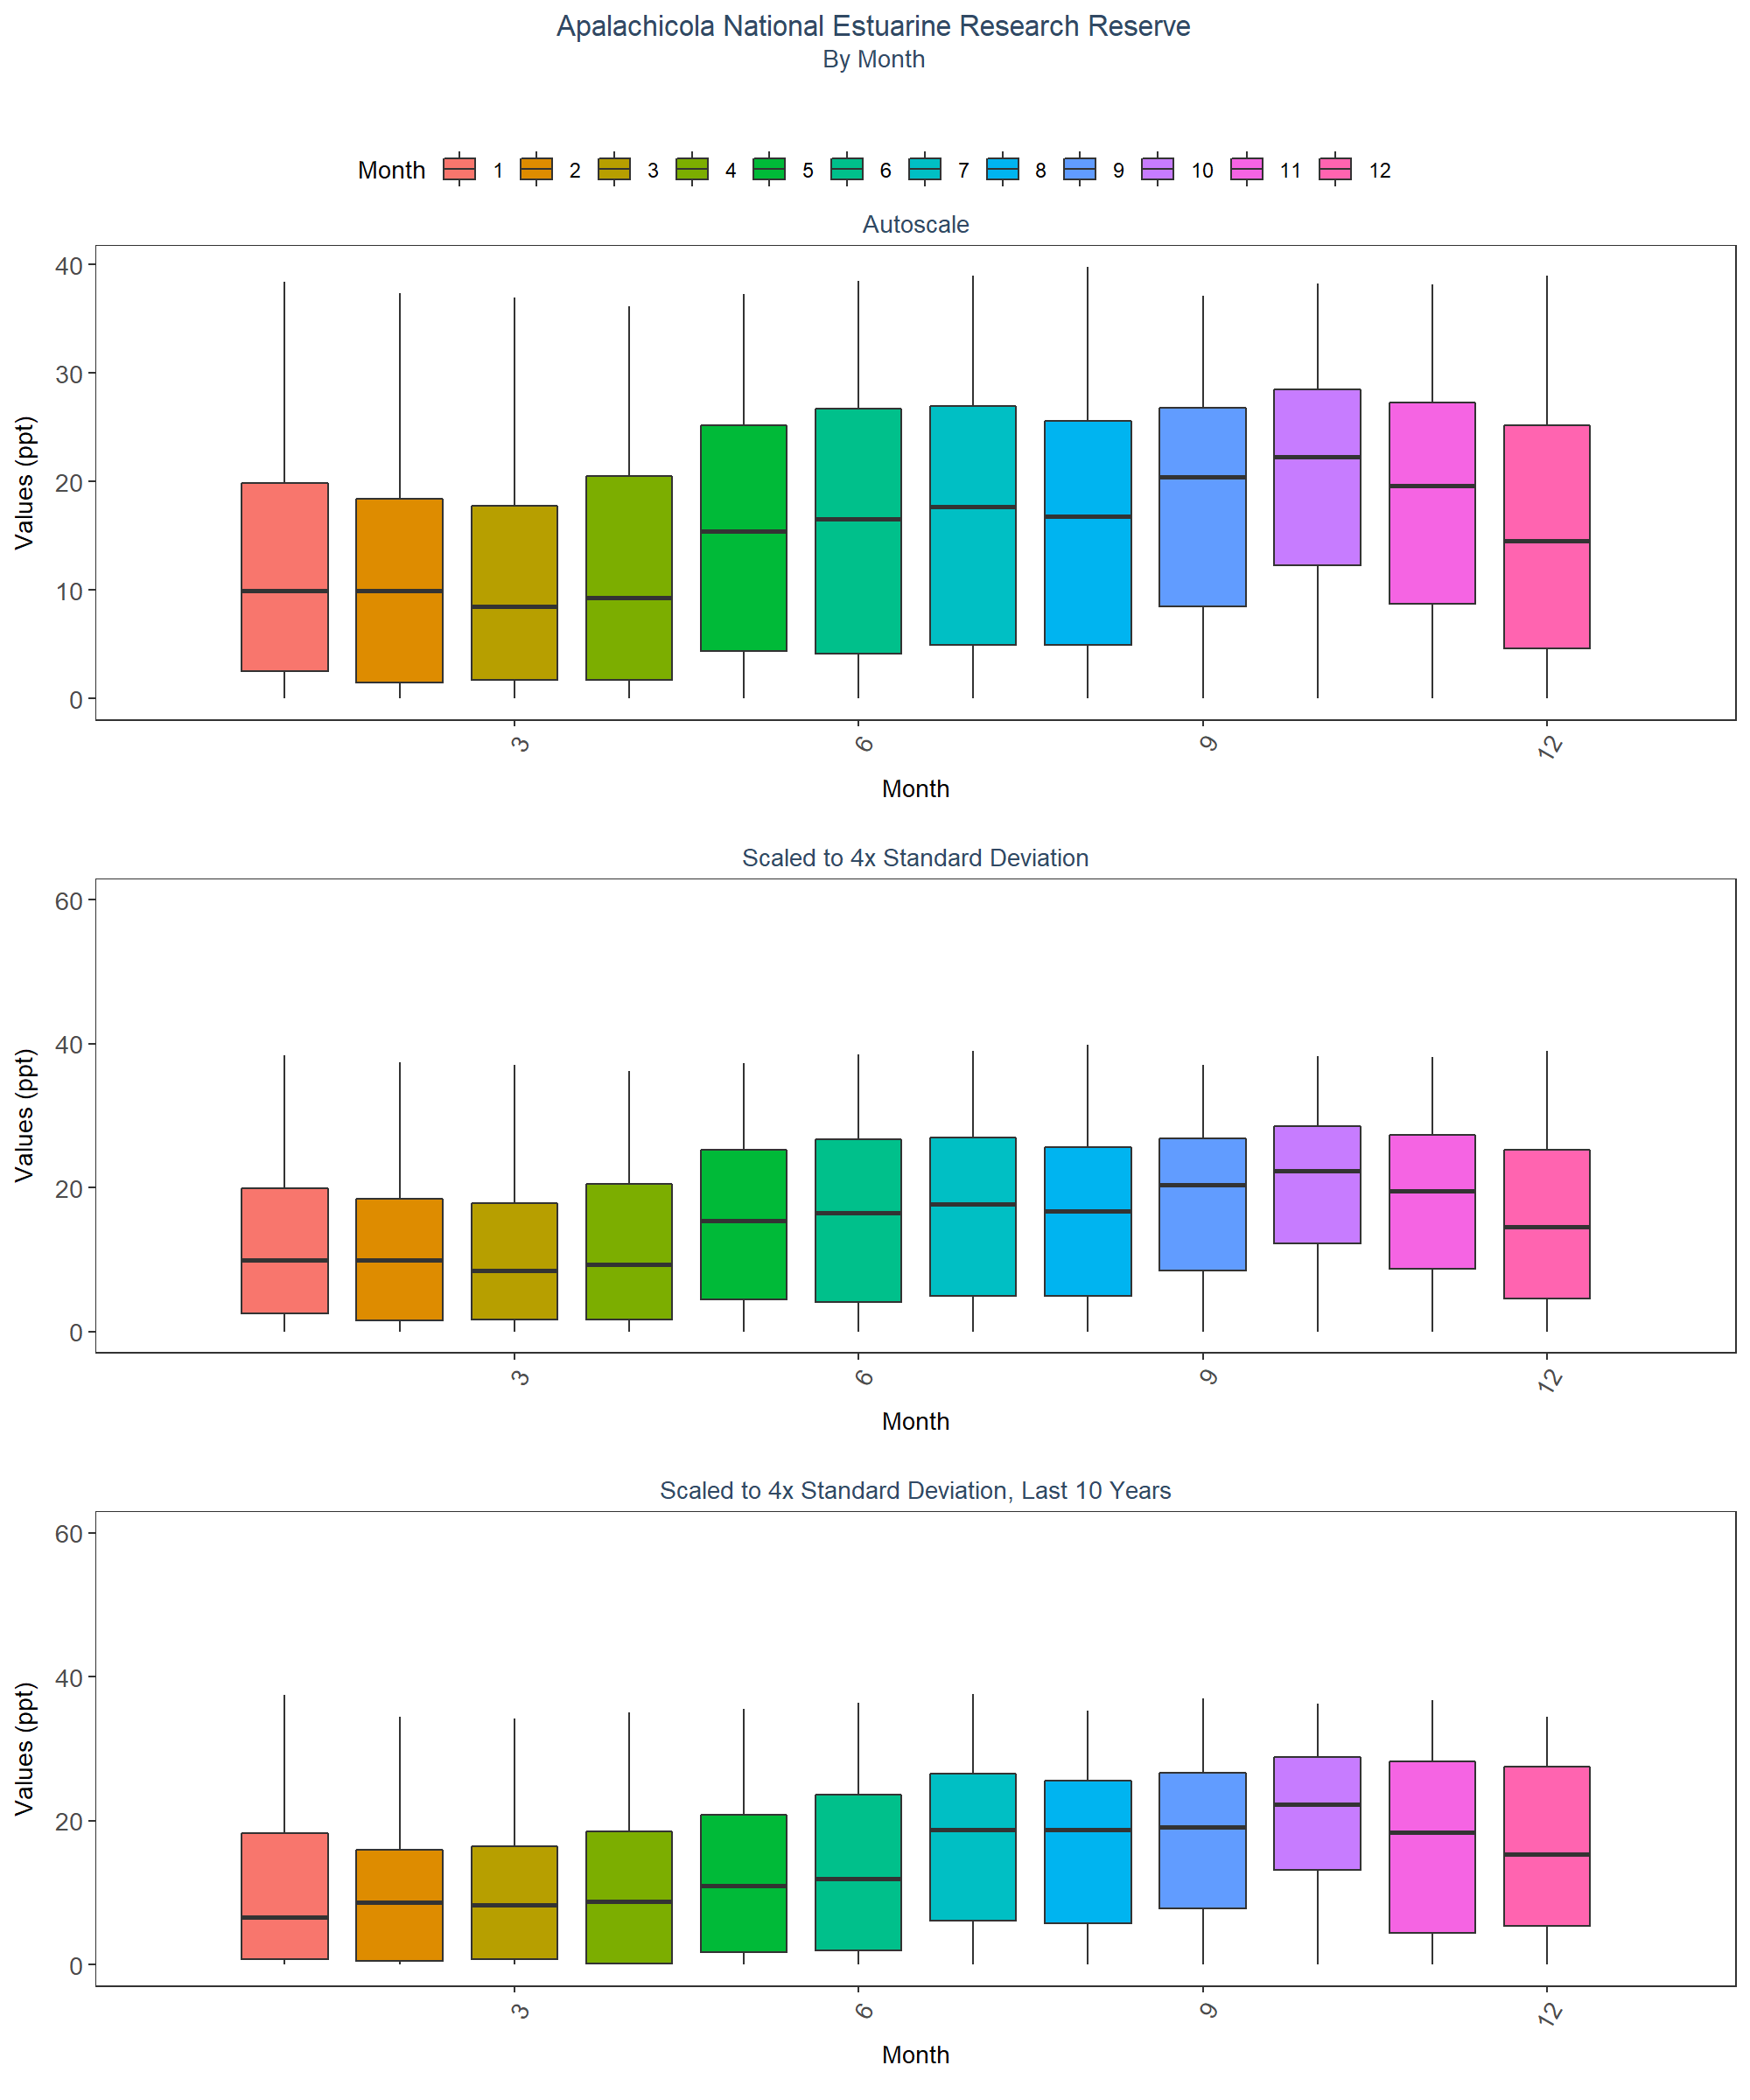 Apalachicola National Estuarine Research Reserve
By Month
Month 1 2 3 4 5 6 7 8 9 10 11 12
Autoscale
Values (ppt)
40
30
20
10
0
3 6 9 12
Month
Scaled to 4x Standard Deviation
Values (ppt)
60
40
20
0
3 6 9 12
Month
Scaled to 4x Standard Deviation, Last 10 Years
Values (ppt)
60
40
20
0
3 6 9 12
Month